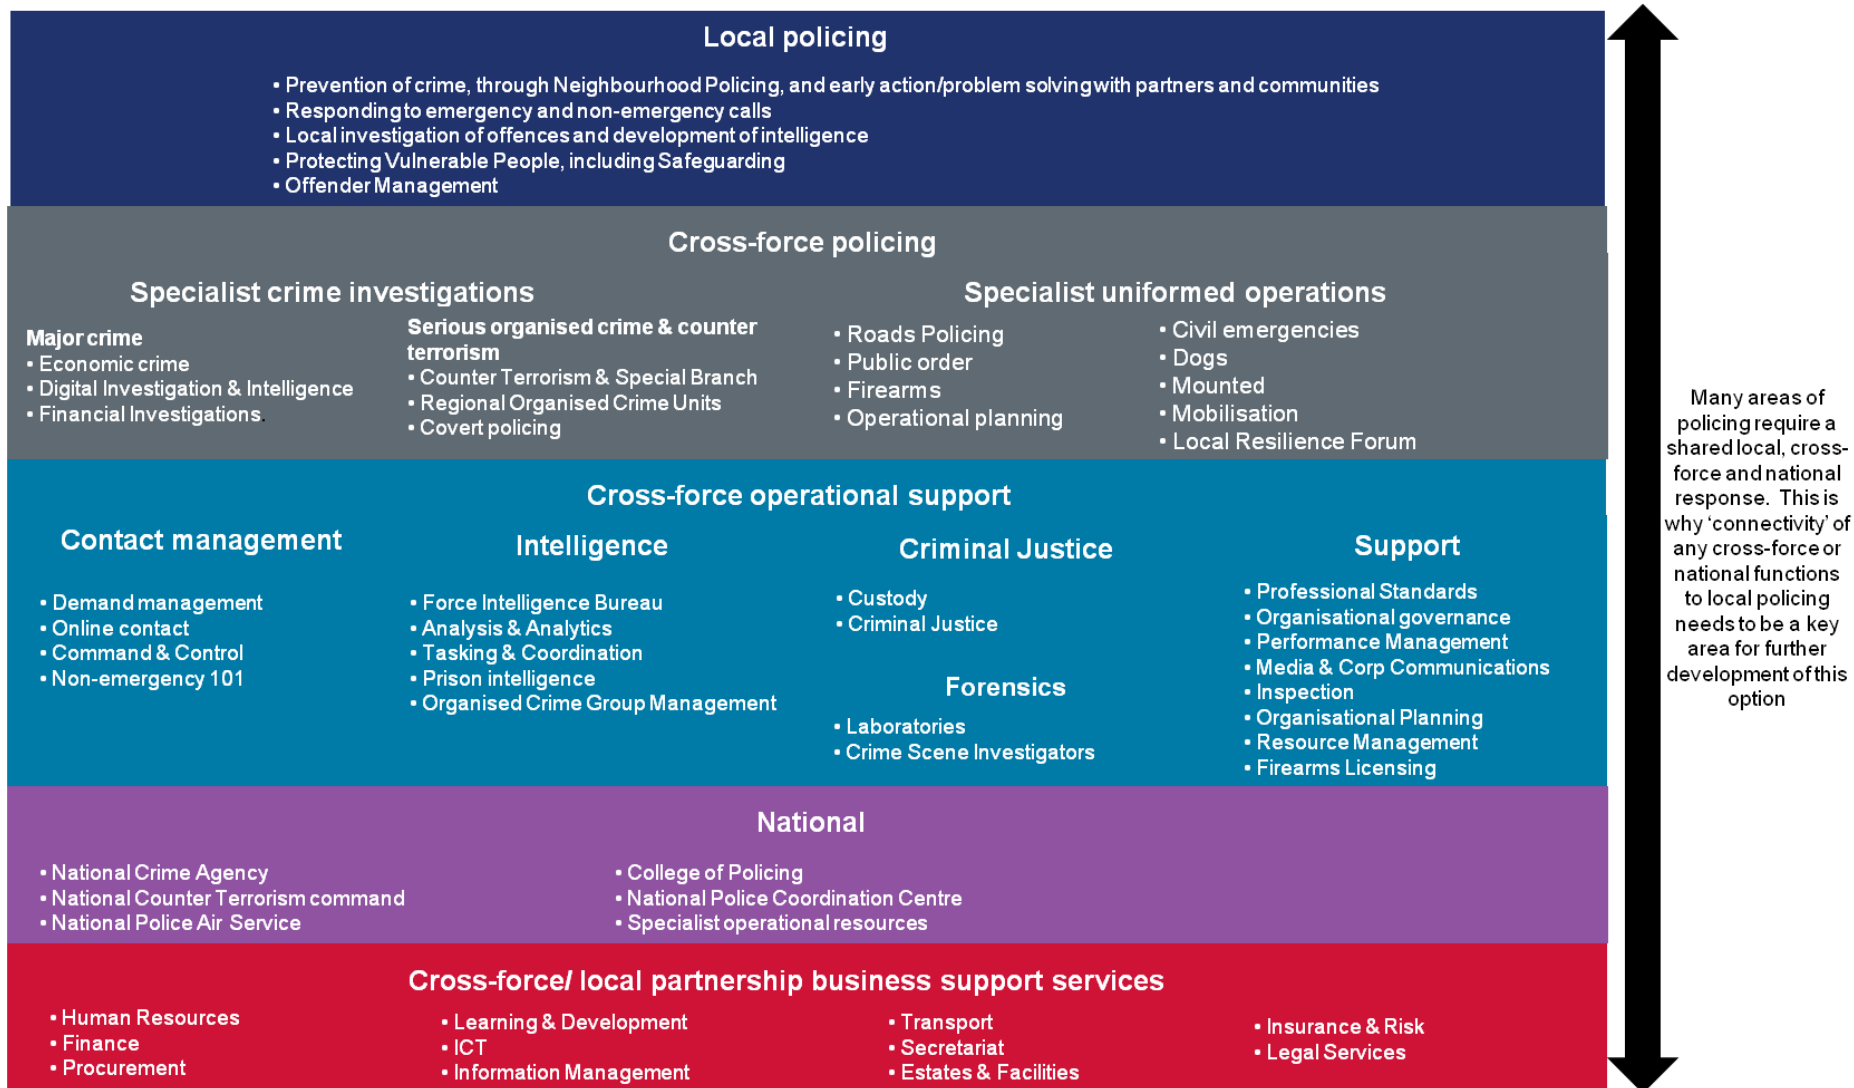 Local policing
• Prevention of crime, through Neighbourhood Policing, and early action/problem solving with partners and communities
• Responding to emergency and non-emergency calls
• Local investigation of offences and development of intelligence
• Protecting Vulnerable People, including Safeguarding
• Offender Management
Cross-force policing
Specialist crime investigations
Major crime
• Economic crime
• Digital Investigation & Intelligence
• Financial Investigations.
Serious organised crime & counter
terrorism
• Counter Terrorism & Special Branch
• Regional Organised Crime Units
• Covert policing
Specialist uniformed operations
• Roads Policing
• Public order
• Firearms
• Operational planning
• Civil emergencies
• Dogs
• Mounted
• Mobilisation
• Local Resilience Forum
Cross-force operational support
Contact management
• Demand management
• Online contact
• Command & Control
• Non-emergency 101
Intelligence
• Force Intelligence Bureau
• Analysis & Analytics
• Tasking & Coordination
• Prison intelligence
• Organised Crime Group Management
Criminal Justice
• Custody
• Criminal Justice
Forensics
• Laboratories
• Crime Scene Investigators
Support
• Professional Standards
• Organisational governance
• Performance Management
• Media & Corp Communications
• Inspection
• Organisational Planning
• Resource Management
• Firearms Licensing
National
• National Crime Agency
• National Counter Terrorism command
• National Police Air Service
• College of Policing
• National Police Coordination Centre
• Specialist operational resources
Cross-force/ local partnership business support services
• Human Resources
• Finance
• Procurement
• Learning & Development
• ICT
• Information Management
• Transport
• Secretariat
• Estates & Facilities
• Insurance & Risk
• Legal Services
Many areas of
policing require a
shared local, cross-
force and national
response. This is
why ‘connectivity’ of
any cross-force or
national functions
to local policing
needs to be a key
area for further
development of this
option